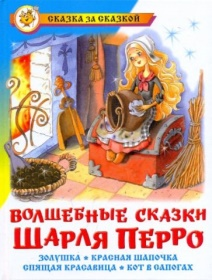 СКАЗКА ЗА СКАЗКОЙ
ВОЛШЕБНЫЕ СКАЗКИ
ШАРЛЯ ПЕРРО
ЗОЛУШКА • КРАСНАЯ ШАПОЧКА
СПЯЩАЯ КРАСАВИЦА • КОТ В САПОГАХ